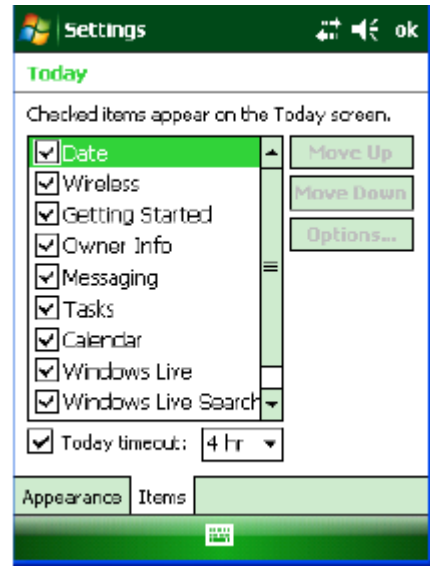 Settings
ok
Today
Checked items appear on the Today screen.
Date
Move Up
Wireless
Move Down
Getting Started
Options...
Owner Info
Messaging
Tasks
Calendar
Windows Live
Windows Live Search
Today timeout: 4 hr
Appearance Items